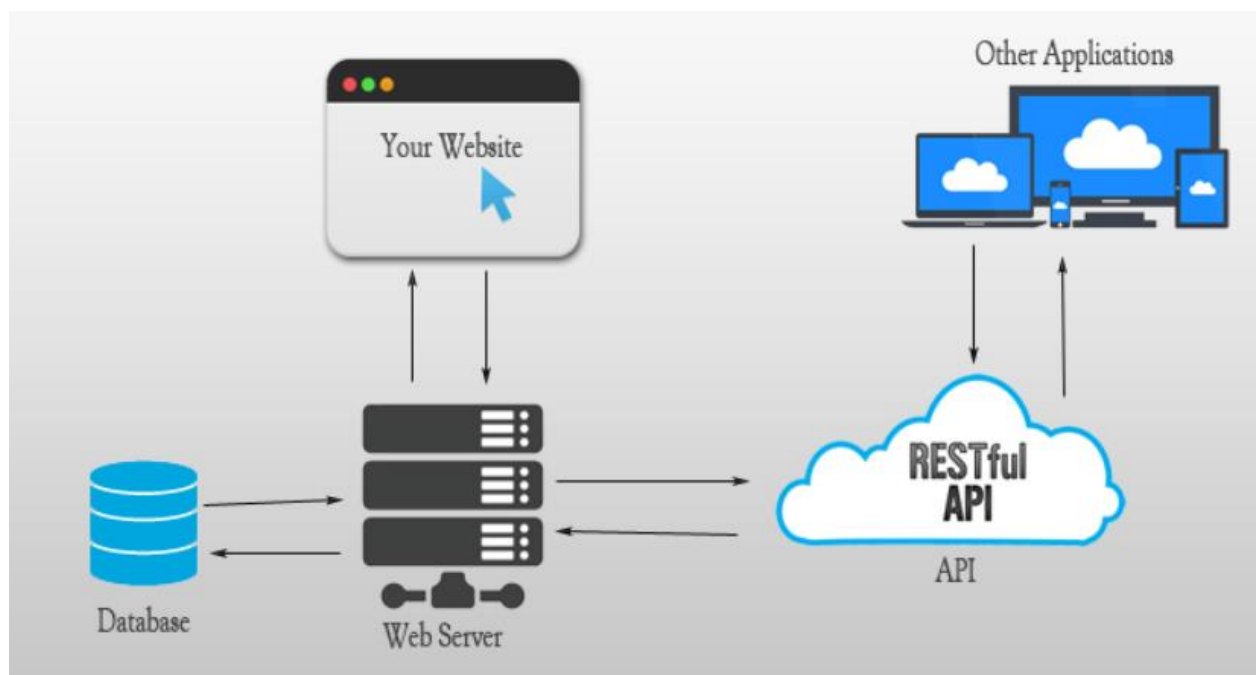 Other Applications
Your Website
RESTful
API
API
Database
Web Server